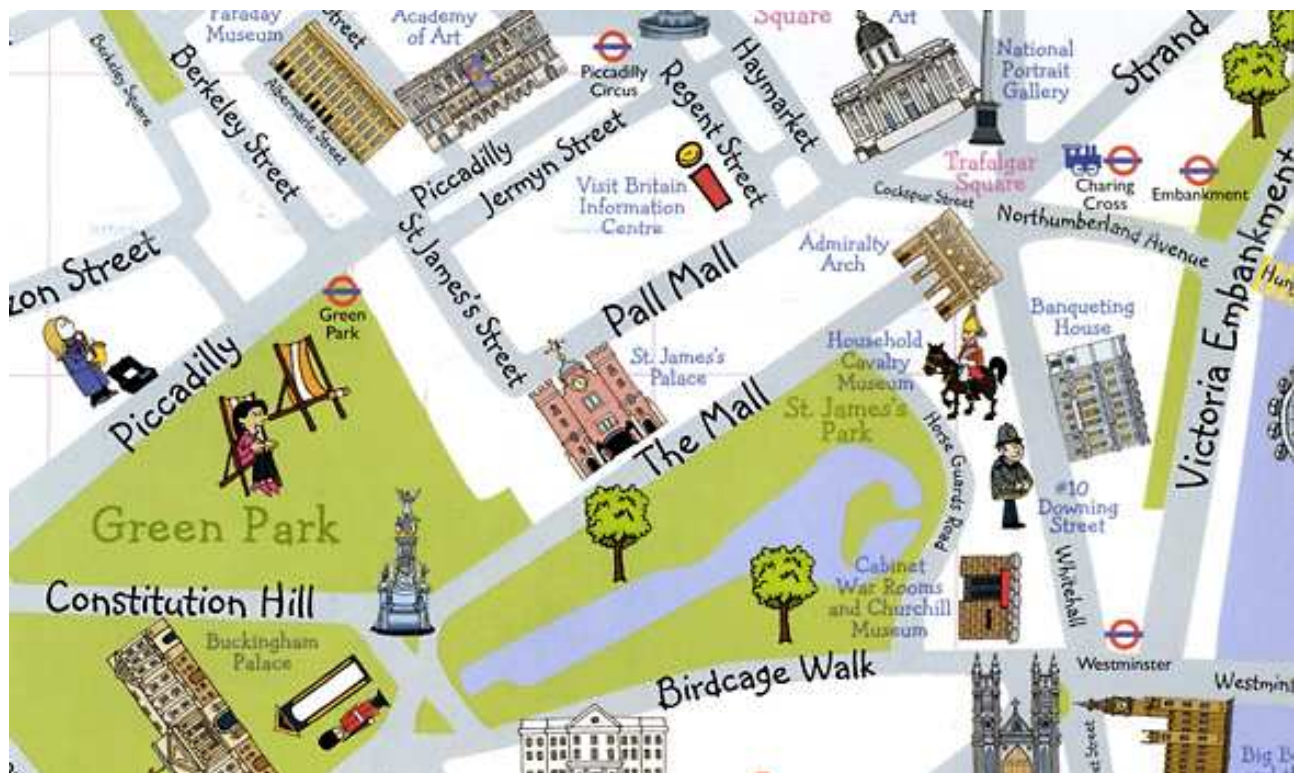 Faraday
Museum
Street
Academy
of Art
Square
Art
Piccadilly
Circus
Haymarket
National
Portrait
Gallery
Strand
Berkeley Square
Berkeley Street
Albemarle Street
Piccadilly
Jermyn Street
Regent Street
Visit Britain
Information
Centre
Trafalgar
Square
Charing
Cross
Embankment
Cockspur Street
Northumberland Avenue
Victoria Embankment
Hung
zon Street
Green
Park
St James's Street
Pall Mall
Admiralty
Arch
Banqueting
House
Piccadilly
St. James's
Palace
Household
Cavalry
Museum
The Mall
St. James's
Park
Horse Guards Road
#10
Downing
Street
Green Park
Constitution Hill
Buckingham
Palace
Cabinet
War Rooms
and Churchill
Museum
Whitehall
Birdcage Walk
Westminster
Westmins
Street
Big B